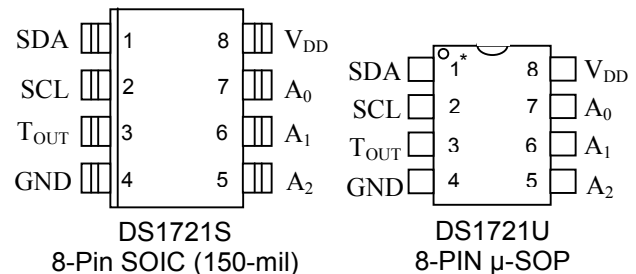 SDA 1 8 VDD
SCL 2 7 A0
TOUT 3 6 A1
GND 4 5 A2
DS1721S
8-Pin SOIC (150-mil)
SDA 1 * 8 VDD
SCL 2 7 A0
TOUT 3 6 A1
GND 4 5 A2
DS1721U
8-PIN μ-SOP